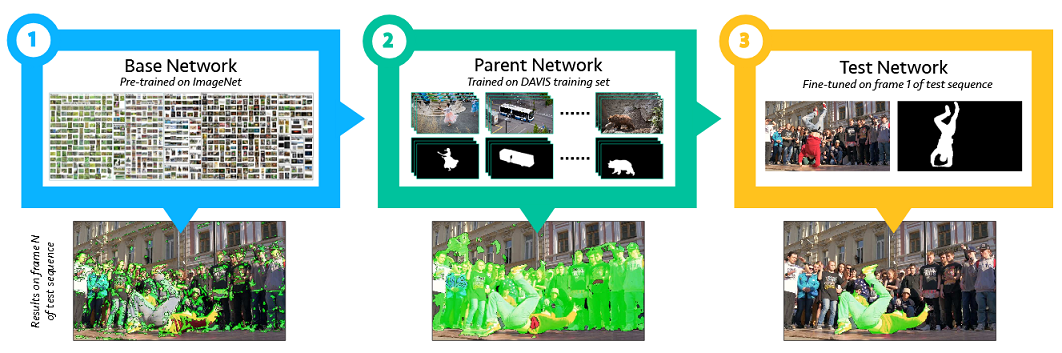 1
Base Network
Pre-trained on ImageNet
2
Parent Network
Trained on DAVIS training set
3
Test Network
Fine-tuned on frame 1 of test sequence
Results on frame N
of test sequence